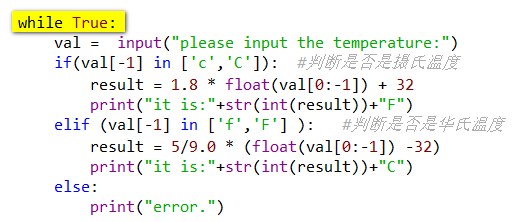 while True:
    val =  input("please input the temperature:")
    if(val[-1] in ['c','C']):  #判断是否是摄氏温度
        result = 1.8 * float(val[0:-1]) + 32
        print("it is:"+str(int(result))+"F")
    elif (val[-1] in ['f','F'] ):    #判断是否是华氏温度
        result = 5/9.0 * (float(val[0:-1]) -32)
        print("it is:"+str(int(result))+"C")
    else:
        print("error.")